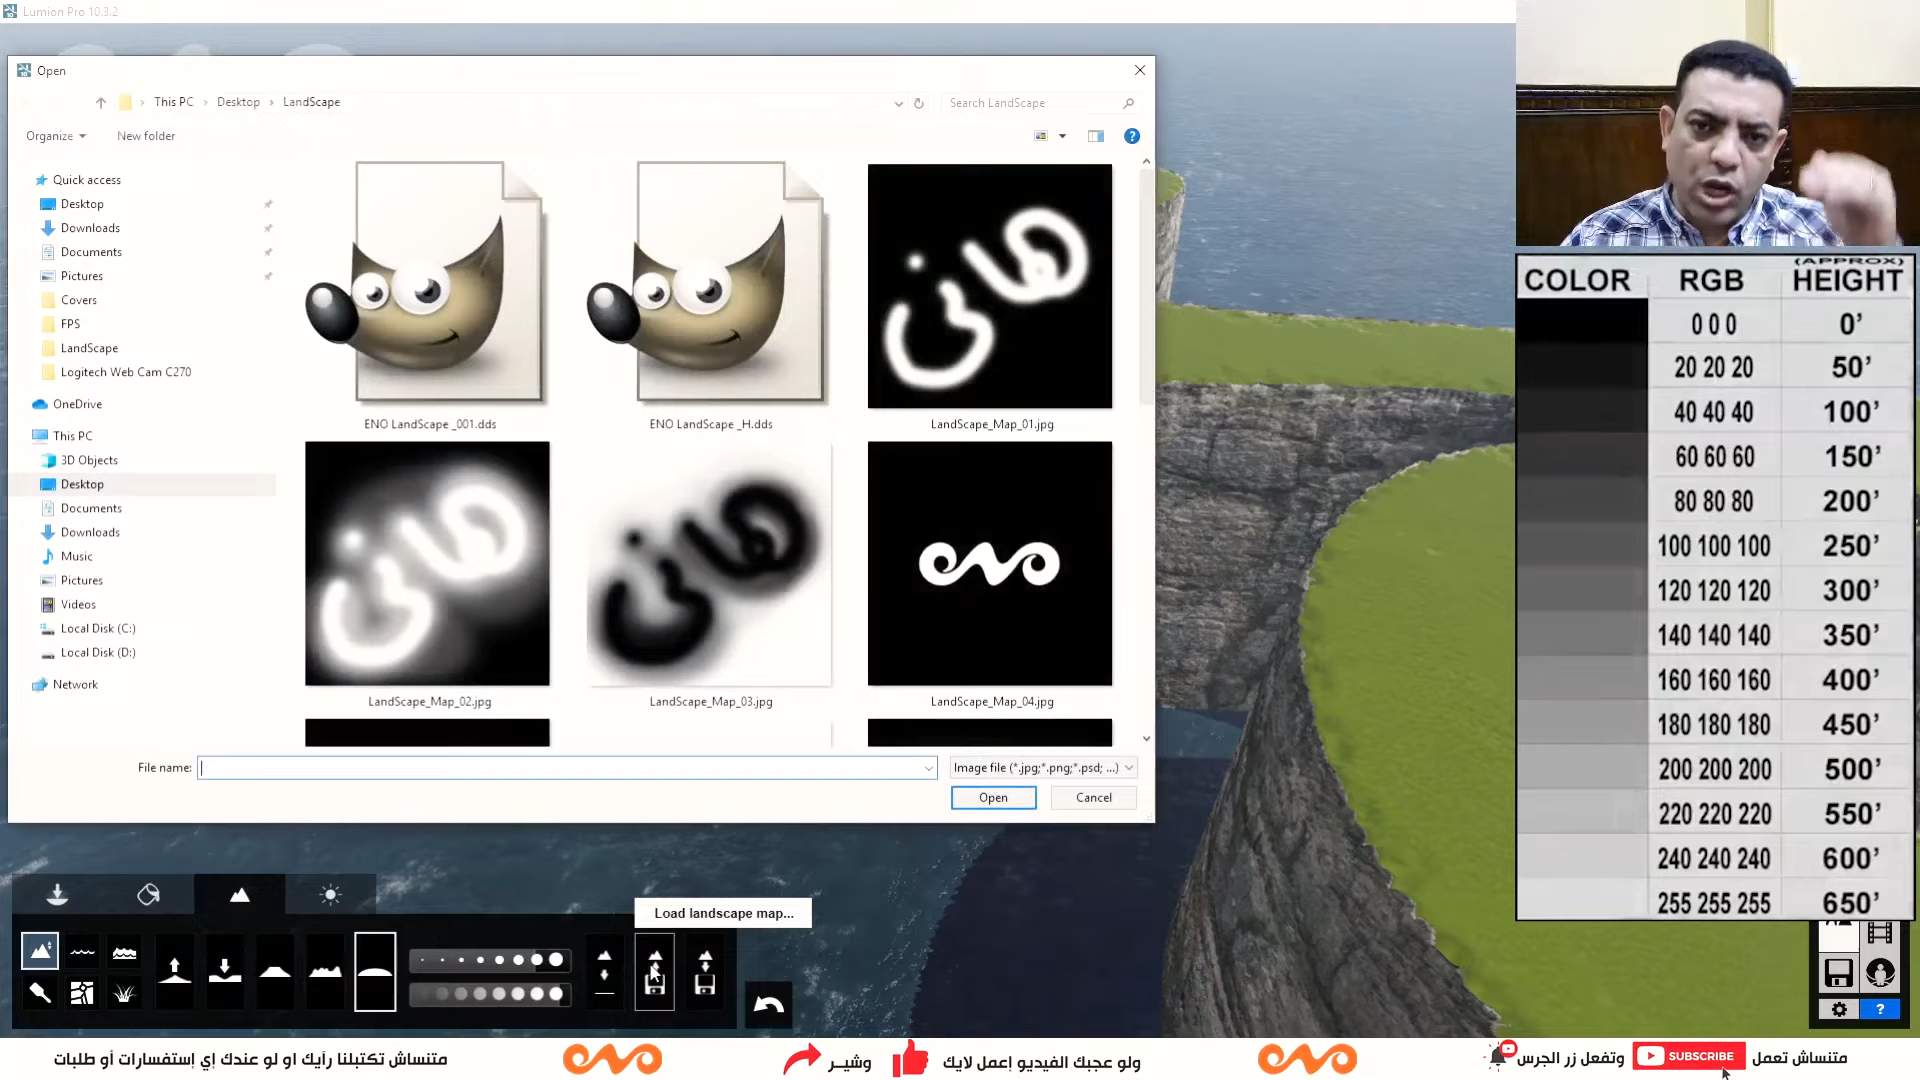 Lumion Pro 10.3.2
Open
This PC › Desktop › LandScape
Search LandScape
Organize
New folder
Quick access
Desktop
Downloads
Documents
Pictures
Covers
FPS
LandScape
Logitech Web Cam C270
OneDrive
This PC
3D Objects
Desktop
Documents
Downloads
Music
Pictures
Videos
Local Disk (C:)
Local Disk (D:)
Network
هانى
ENO LandScape _001.dds
ENO LandScape _H.dds
LandScape_Map_01.jpg
هانى
هانى
eno
LandScape_Map_02.jpg
LandScape_Map_03.jpg
LandScape_Map_04.jpg
File name:
Image file (*.jpg;*.png;*.psd; ...)
Open
Cancel
Load landscape map...
COLOR RGB (APPROX) HEIGHT
0 0 0 0’
20 20 20 50’
40 40 40 100’
60 60 60 150’
80 80 80 200’
100 100 100 250’
120 120 120 300’
140 140 140 350’
160 160 160 400’
180 180 180 450’
200 200 200 500’
220 220 220 550’
240 240 240 600’
255 255 255 650’
?
متنساش تعمل SUBSCRIBE وتفعل زر الجرس
eno
ولو عجبك الفيديو إعمل لايك
وشير
eno
متنساش تكتبلنا رأيك او لو عندك إي إستفسارات أو طلبات